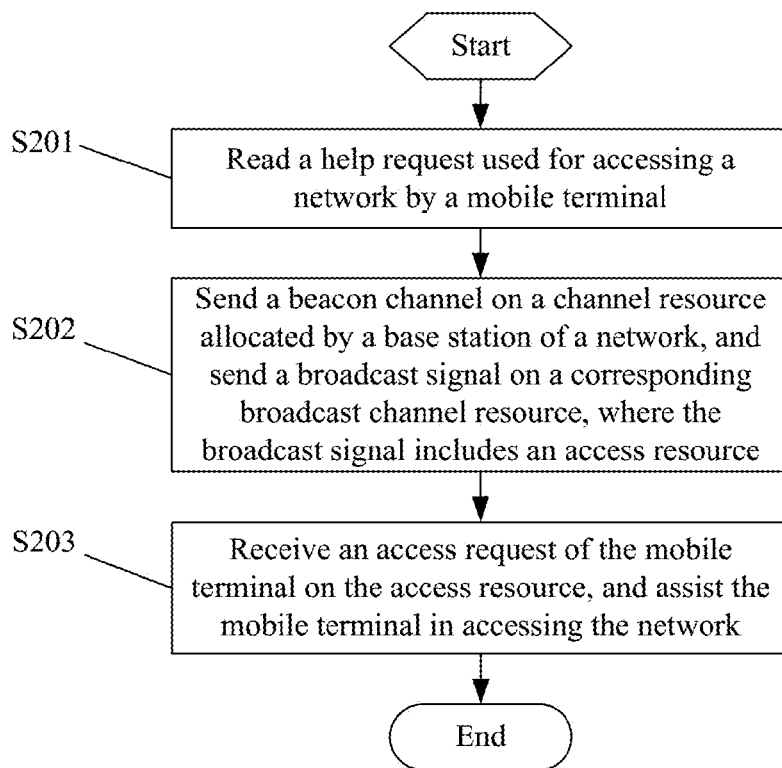 Start
S201
Read a help request used for accessing a
network by a mobile terminal
S202
Send a beacon channel on a channel resource
allocated by a base station of a network, and
send a broadcast signal on a corresponding
broadcast channel resource, where the
broadcast signal includes an access resource
S203
Receive an access request of the mobile
terminal on the access resource, and assist the
mobile terminal in accessing the network
End